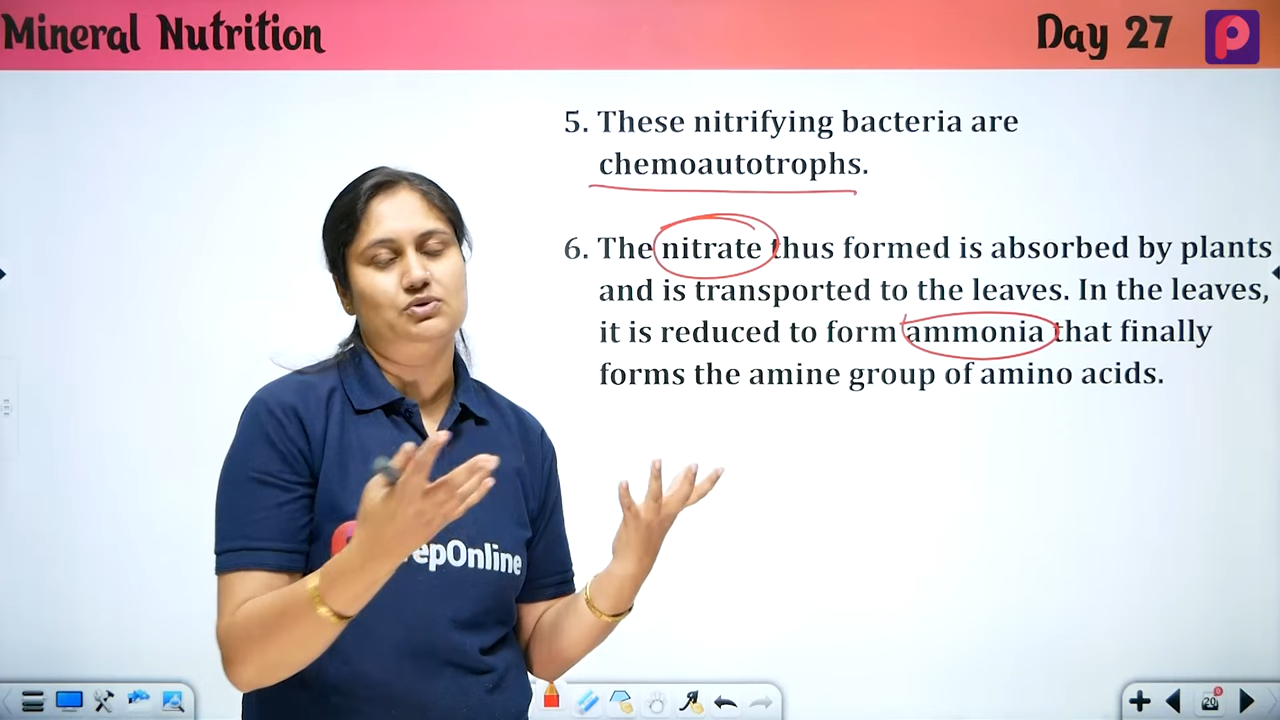 Mineral Nutrition
Day 27
5. These nitrifying bacteria are
chemoautotrophs.
6. The nitrate thus formed is absorbed by plants
and is transported to the leaves. In the leaves,
it is reduced to form ammonia that finally
forms the amine group of amino acids.
epOnline
20